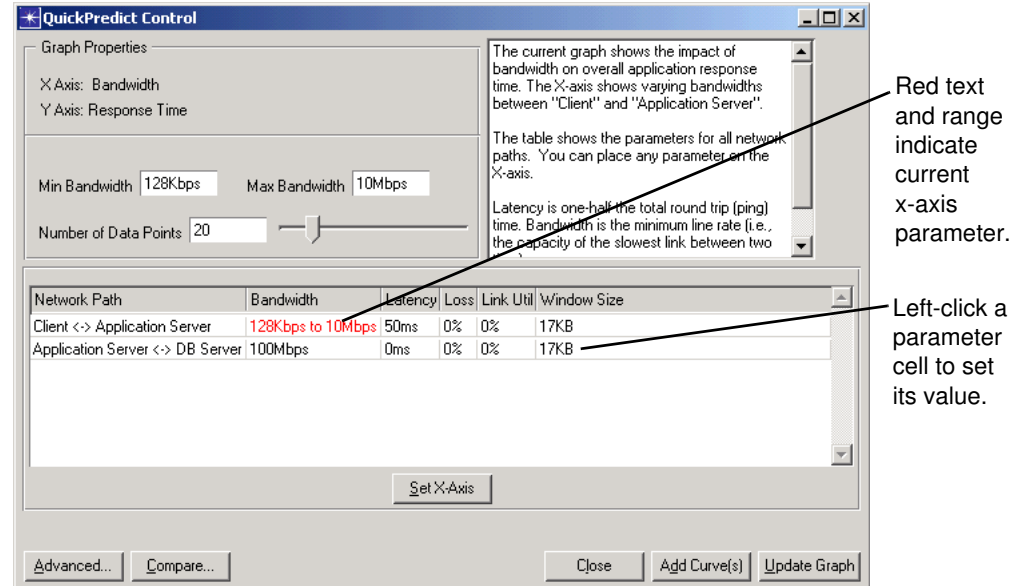 QuickPredict Control
Graph Properties
X Axis: Bandwidth
Y Axis: Response Time
Min Bandwidth 128Kbps Max Bandwidth 10Mbps
Number of Data Points 20
The current graph shows the impact of
bandwidth on overall application response
time. The X-axis shows varying bandwidths
between "Client" and "Application Server".
The table shows the parameters for all network
paths. You can place any parameter on the
X-axis.
Latency is one-half the total round trip (ping)
time. Bandwidth is the minimum line rate (i.e.,
the capacity of the slowest link between two
Network Path Bandwidth Latency Loss Link Util Window Size
Client <-> Application Server 128Kbps to 10Mbps 50ms 0% 0% 17KB
Application Server <-> DB Server 100Mbps 0ms 0% 0% 17KB
Set X-Axis
Advanced... Compare... Close Add Curve(s) Update Graph
Red text
and range
indicate
current
x-axis
parameter.
Left-click a
parameter
cell to set
its value.